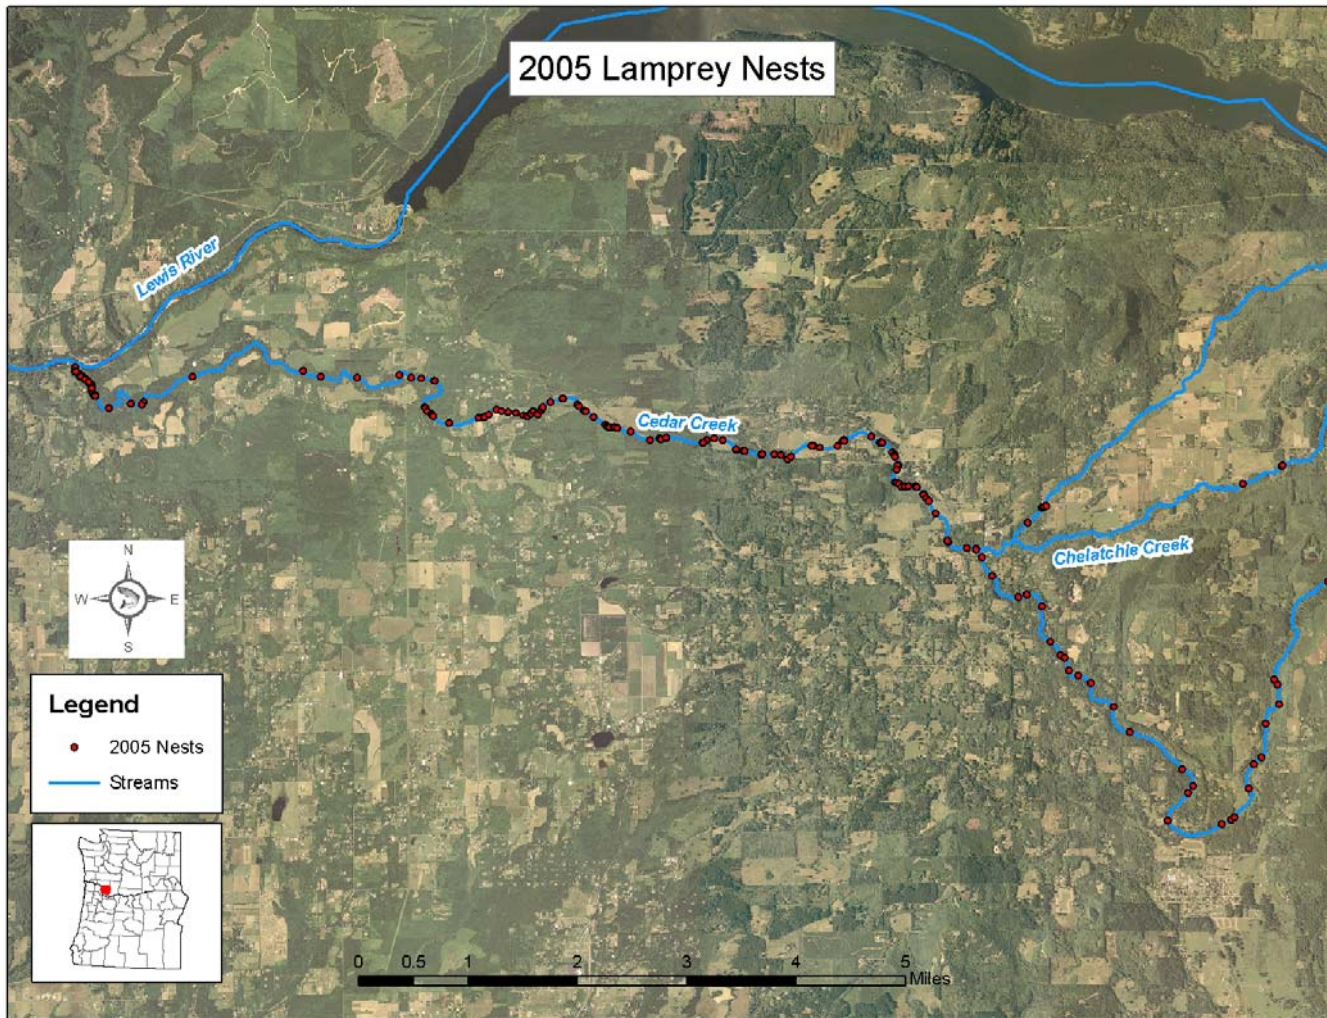 2005 Lamprey Nests
Lewis River
Cedar Creek
Chelatchie Creek
N
W E
S
Legend
2005 Nests
Streams
0 0.5 1 2 3 4 5
Miles